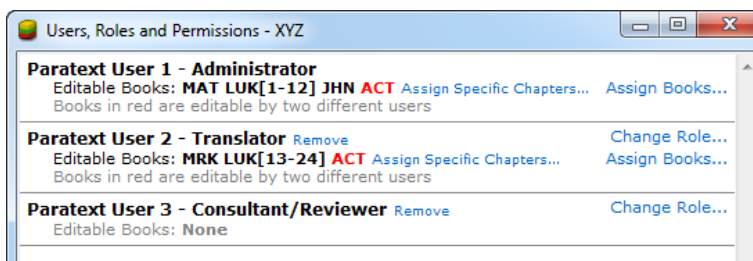 Users, Roles and Permissions - XYZ
Paratext User 1 - Administrator
Editable Books: MAT LUK[1-12] JHN ACT Assign Specific Chapters... Assign Books...
Books in red are editable by two different users
Paratext User 2 - Translator Remove Change Role...
Editable Books: MRK LUK[13-24] ACT Assign Specific Chapters... Assign Books...
Books in red are editable by two different users
Paratext User 3 - Consultant/Reviewer Remove Change Role...
Editable Books: None